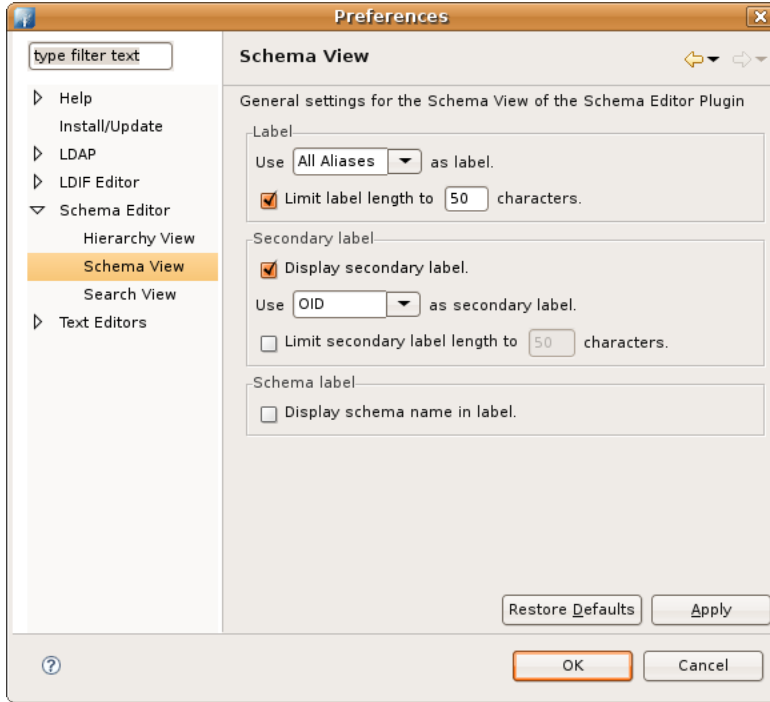 Preferences
type filter text
Help
Install/Update
LDAP
LDIF Editor
Schema Editor
Hierarchy View
Schema View
Search View
Text Editors
Schema View
General settings for the Schema View of the Schema Editor Plugin
Label
Use All Aliases as label.
Limit label length to 50 characters.
Secondary label
Display secondary label.
Use OID as secondary label.
Limit secondary label length to 50 characters.
Schema label
Display schema name in label.
Restore Defaults Apply
? OK Cancel